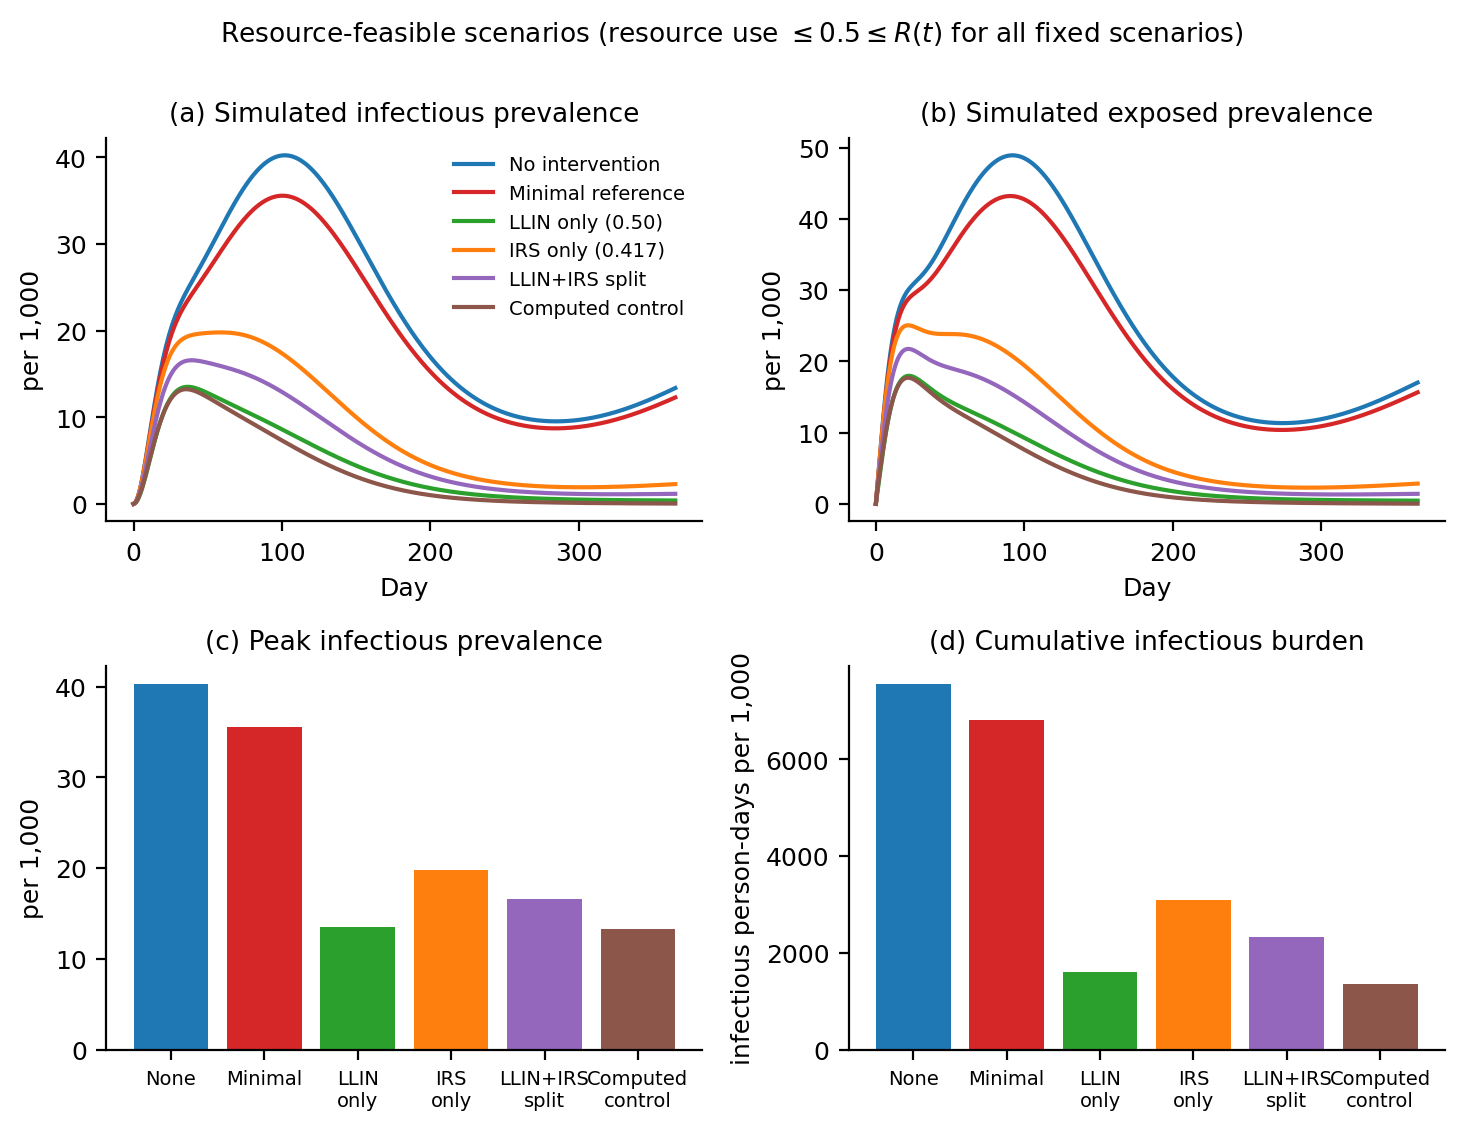 Resource-feasible scenarios (resource use ≤ 0.5 ≤ R(t) for all fixed scenarios)
(a) Simulated infectious prevalence
per 1,000
40
30
20
10
0
No intervention
Minimal reference
LLIN only (0.50)
IRS only (0.417)
LLIN+IRS split
Computed control
0 100 200 300
Day
(b) Simulated exposed prevalence
per 1,000
50
40
30
20
10
0
0 100 200 300
Day
(c) Peak infectious prevalence
per 1,000
40
30
20
10
0
None Minimal LLIN IRS LLIN+IRS Computed
only only split control
(d) Cumulative infectious burden
infectious person-days per 1,000
6000
4000
2000
0
None Minimal LLIN IRS LLIN+IRS Computed
only only split control